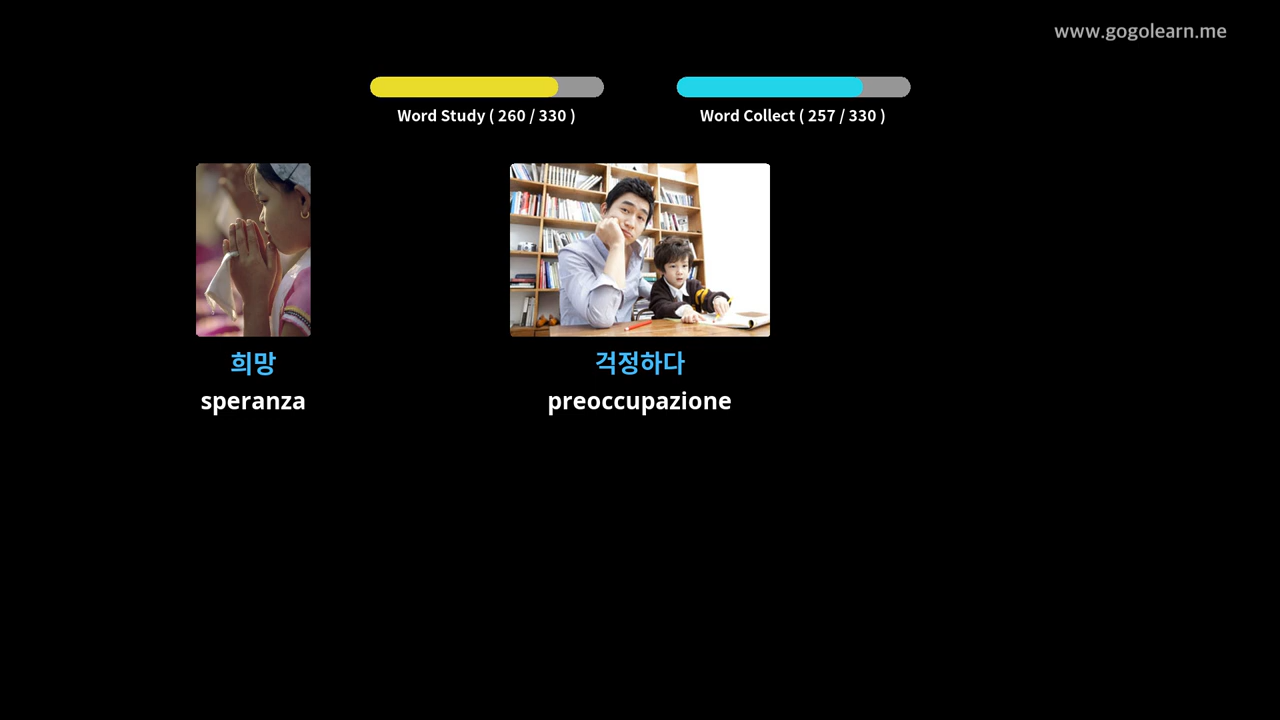 www.gogolearn.me
Word Study ( 260 / 330 )
Word Collect ( 257 / 330 )
희망
speranza
걱정하다
preoccupazione